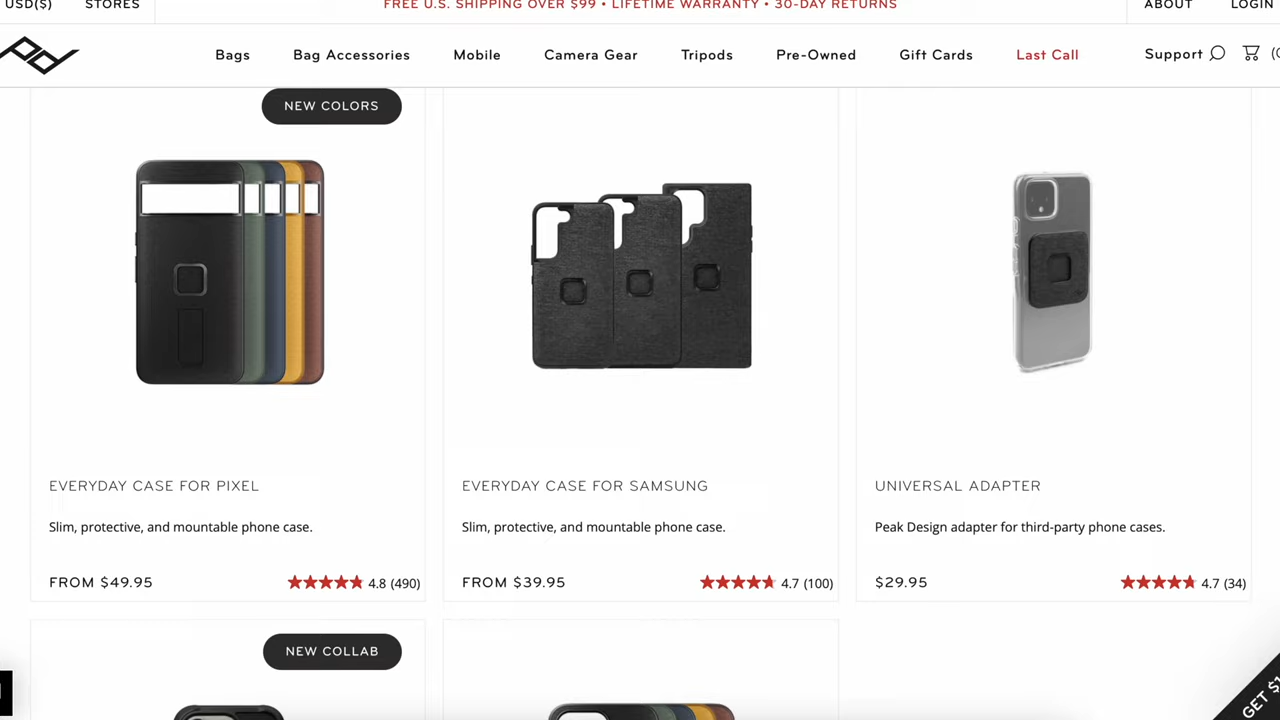 USD($) STORES FREE U.S. SHIPPING OVER $99 • LIFETIME WARRANTY • 30-DAY RETURNS ABOUT LOGIN
Bags Bag Accessories Mobile Camera Gear Tripods Pre-Owned Gift Cards Last Call Support (0
NEW COLORS
EVERYDAY CASE FOR PIXEL
Slim, protective, and mountable phone case.
FROM $49.95 4.8 (490)
EVERYDAY CASE FOR SAMSUNG
Slim, protective, and mountable phone case.
FROM $39.95 4.7 (100)
UNIVERSAL ADAPTER
Peak Design adapter for third-party phone cases.
$29.95 4.7 (34)
NEW COLLAB
GET $1